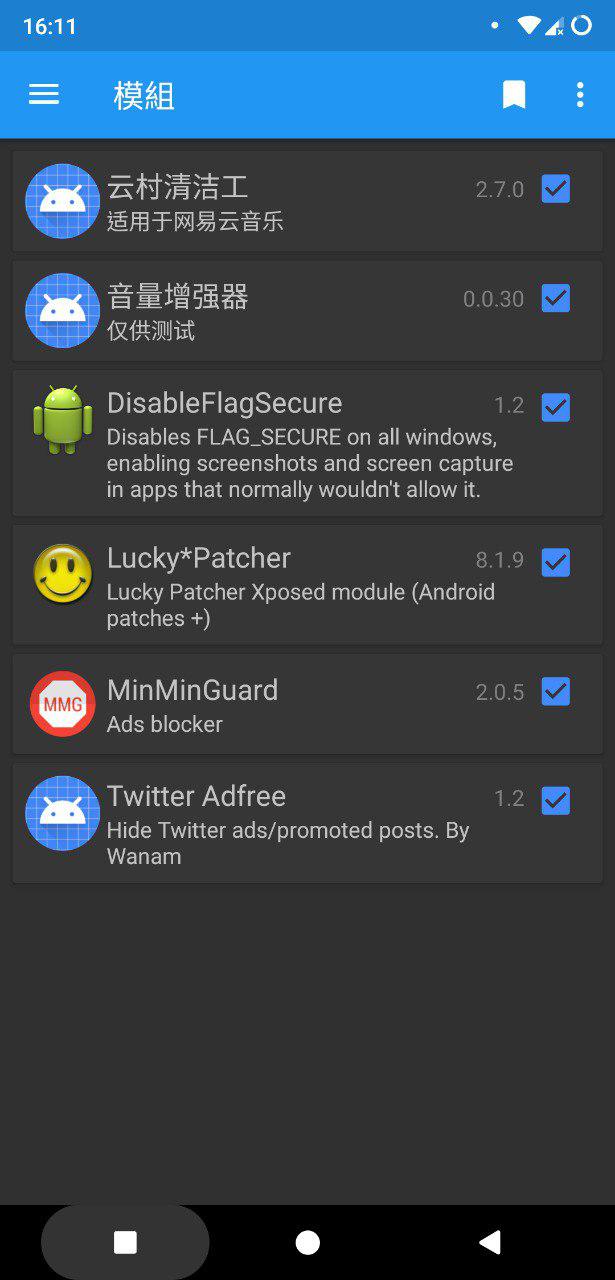 16:11
模組
云村清洁工
2.7.0
适用于网易云音乐
音量增强器
0.0.30
仅供测试
DisableFlagSecure
1.2
Disables FLAG_SECURE on all windows,
enabling screenshots and screen capture
in apps that normally wouldn't allow it.
Lucky*Patcher
8.1.9
Lucky Patcher Xposed module (Android
patches +)
MMG
MinMinGuard
2.0.5
Ads blocker
Twitter Adfree
1.2
Hide Twitter ads/promoted posts. By
Wanam